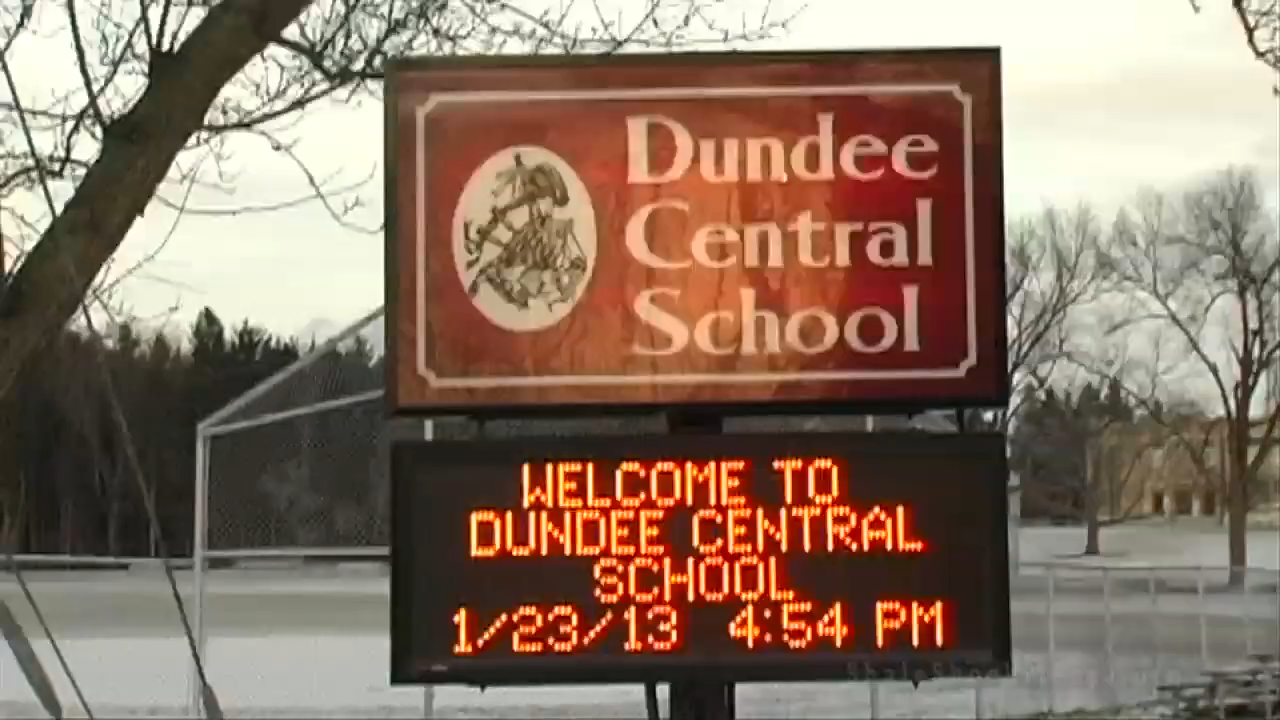 Dundee
Central
School
WELCOME TO
DUNDEE CENTRAL
SCHOOL
1/23/13 4:54 PM